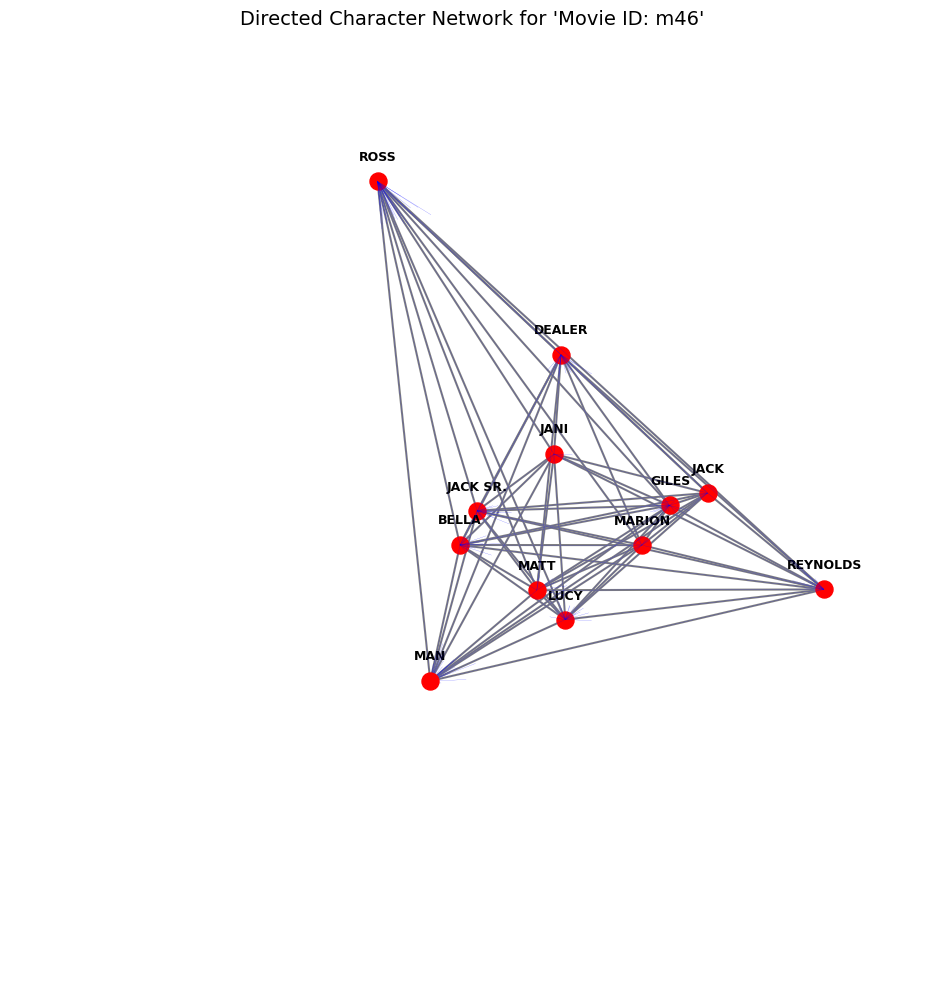 Directed Character Network for 'Movie ID: m46'
ROSS
DEALER
JANI
JACK
GILES
JACK SR.
BELLA
MARION
MATT
REYNOLDS
LUCY
MAN